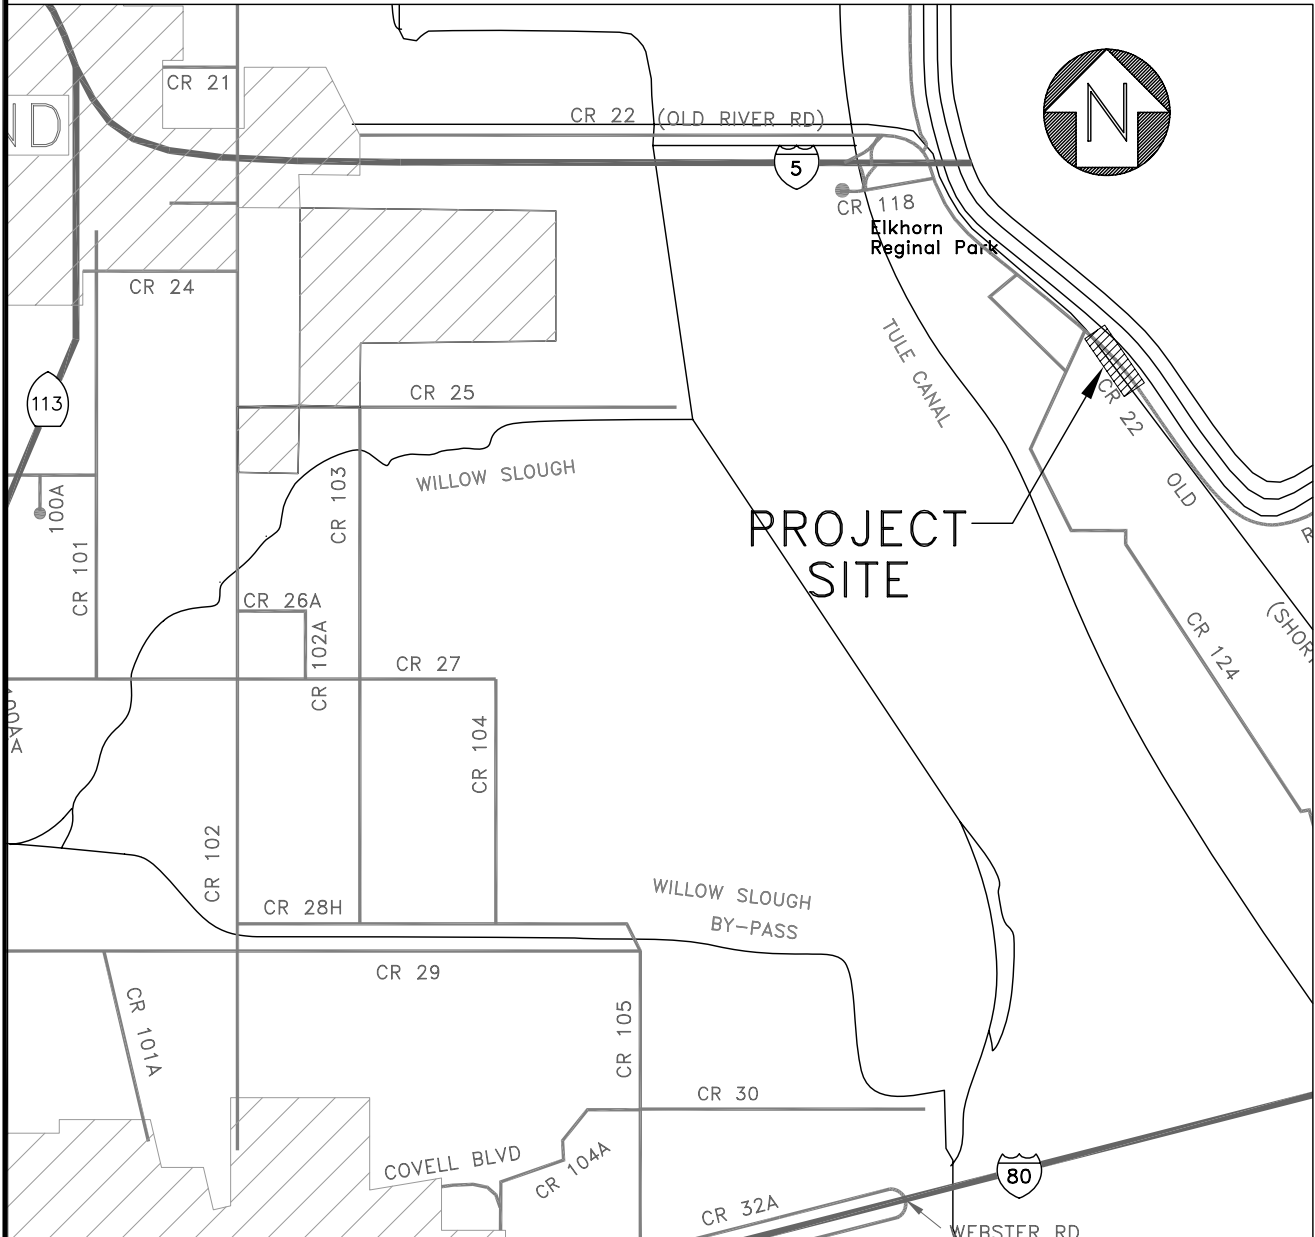 CR 21
ND
CR 22 (OLD RIVER RD)
N
5
CR 118
Elkhorn
Reginal Park
CR 24
TULE CANAL
113
CR 25
CR 22
WILLOW SLOUGH
CR 103
100A
OLD
PROJECT
SITE
CR 101
CR 26A
102A
CR
CR 27
(SHOR
CR 124
CR 104
CR 102
CR 28H
WILLOW SLOUGH
BY-PASS
CR 29
CR 101A
CR 105
CR 30
COVELL BLVD
CR 104A
80
CR 32A
WEBSTER RD